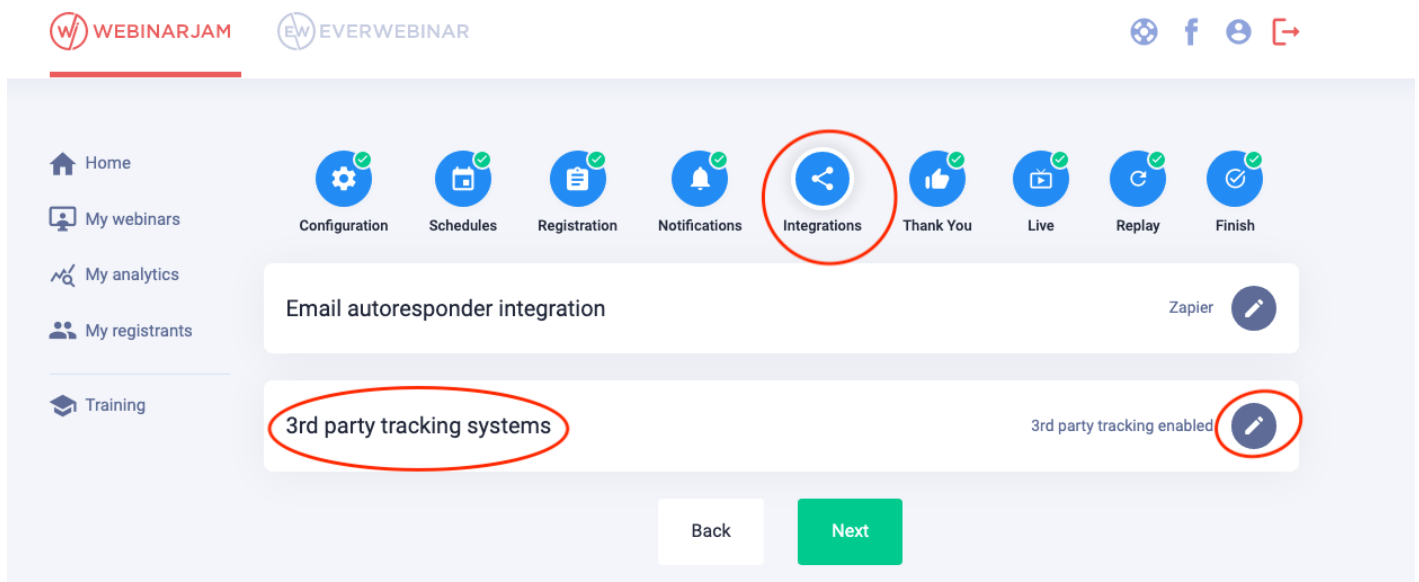 WEBINARJAM
EVERWEBINAR
Home
My webinars
My analytics
My registrants
Training
Configuration
Schedules
Registration
Notifications
Integrations
Thank You
Live
Replay
Finish
Email autoresponder integration
Zapier
3rd party tracking systems
3rd party tracking enabled
Back
Next